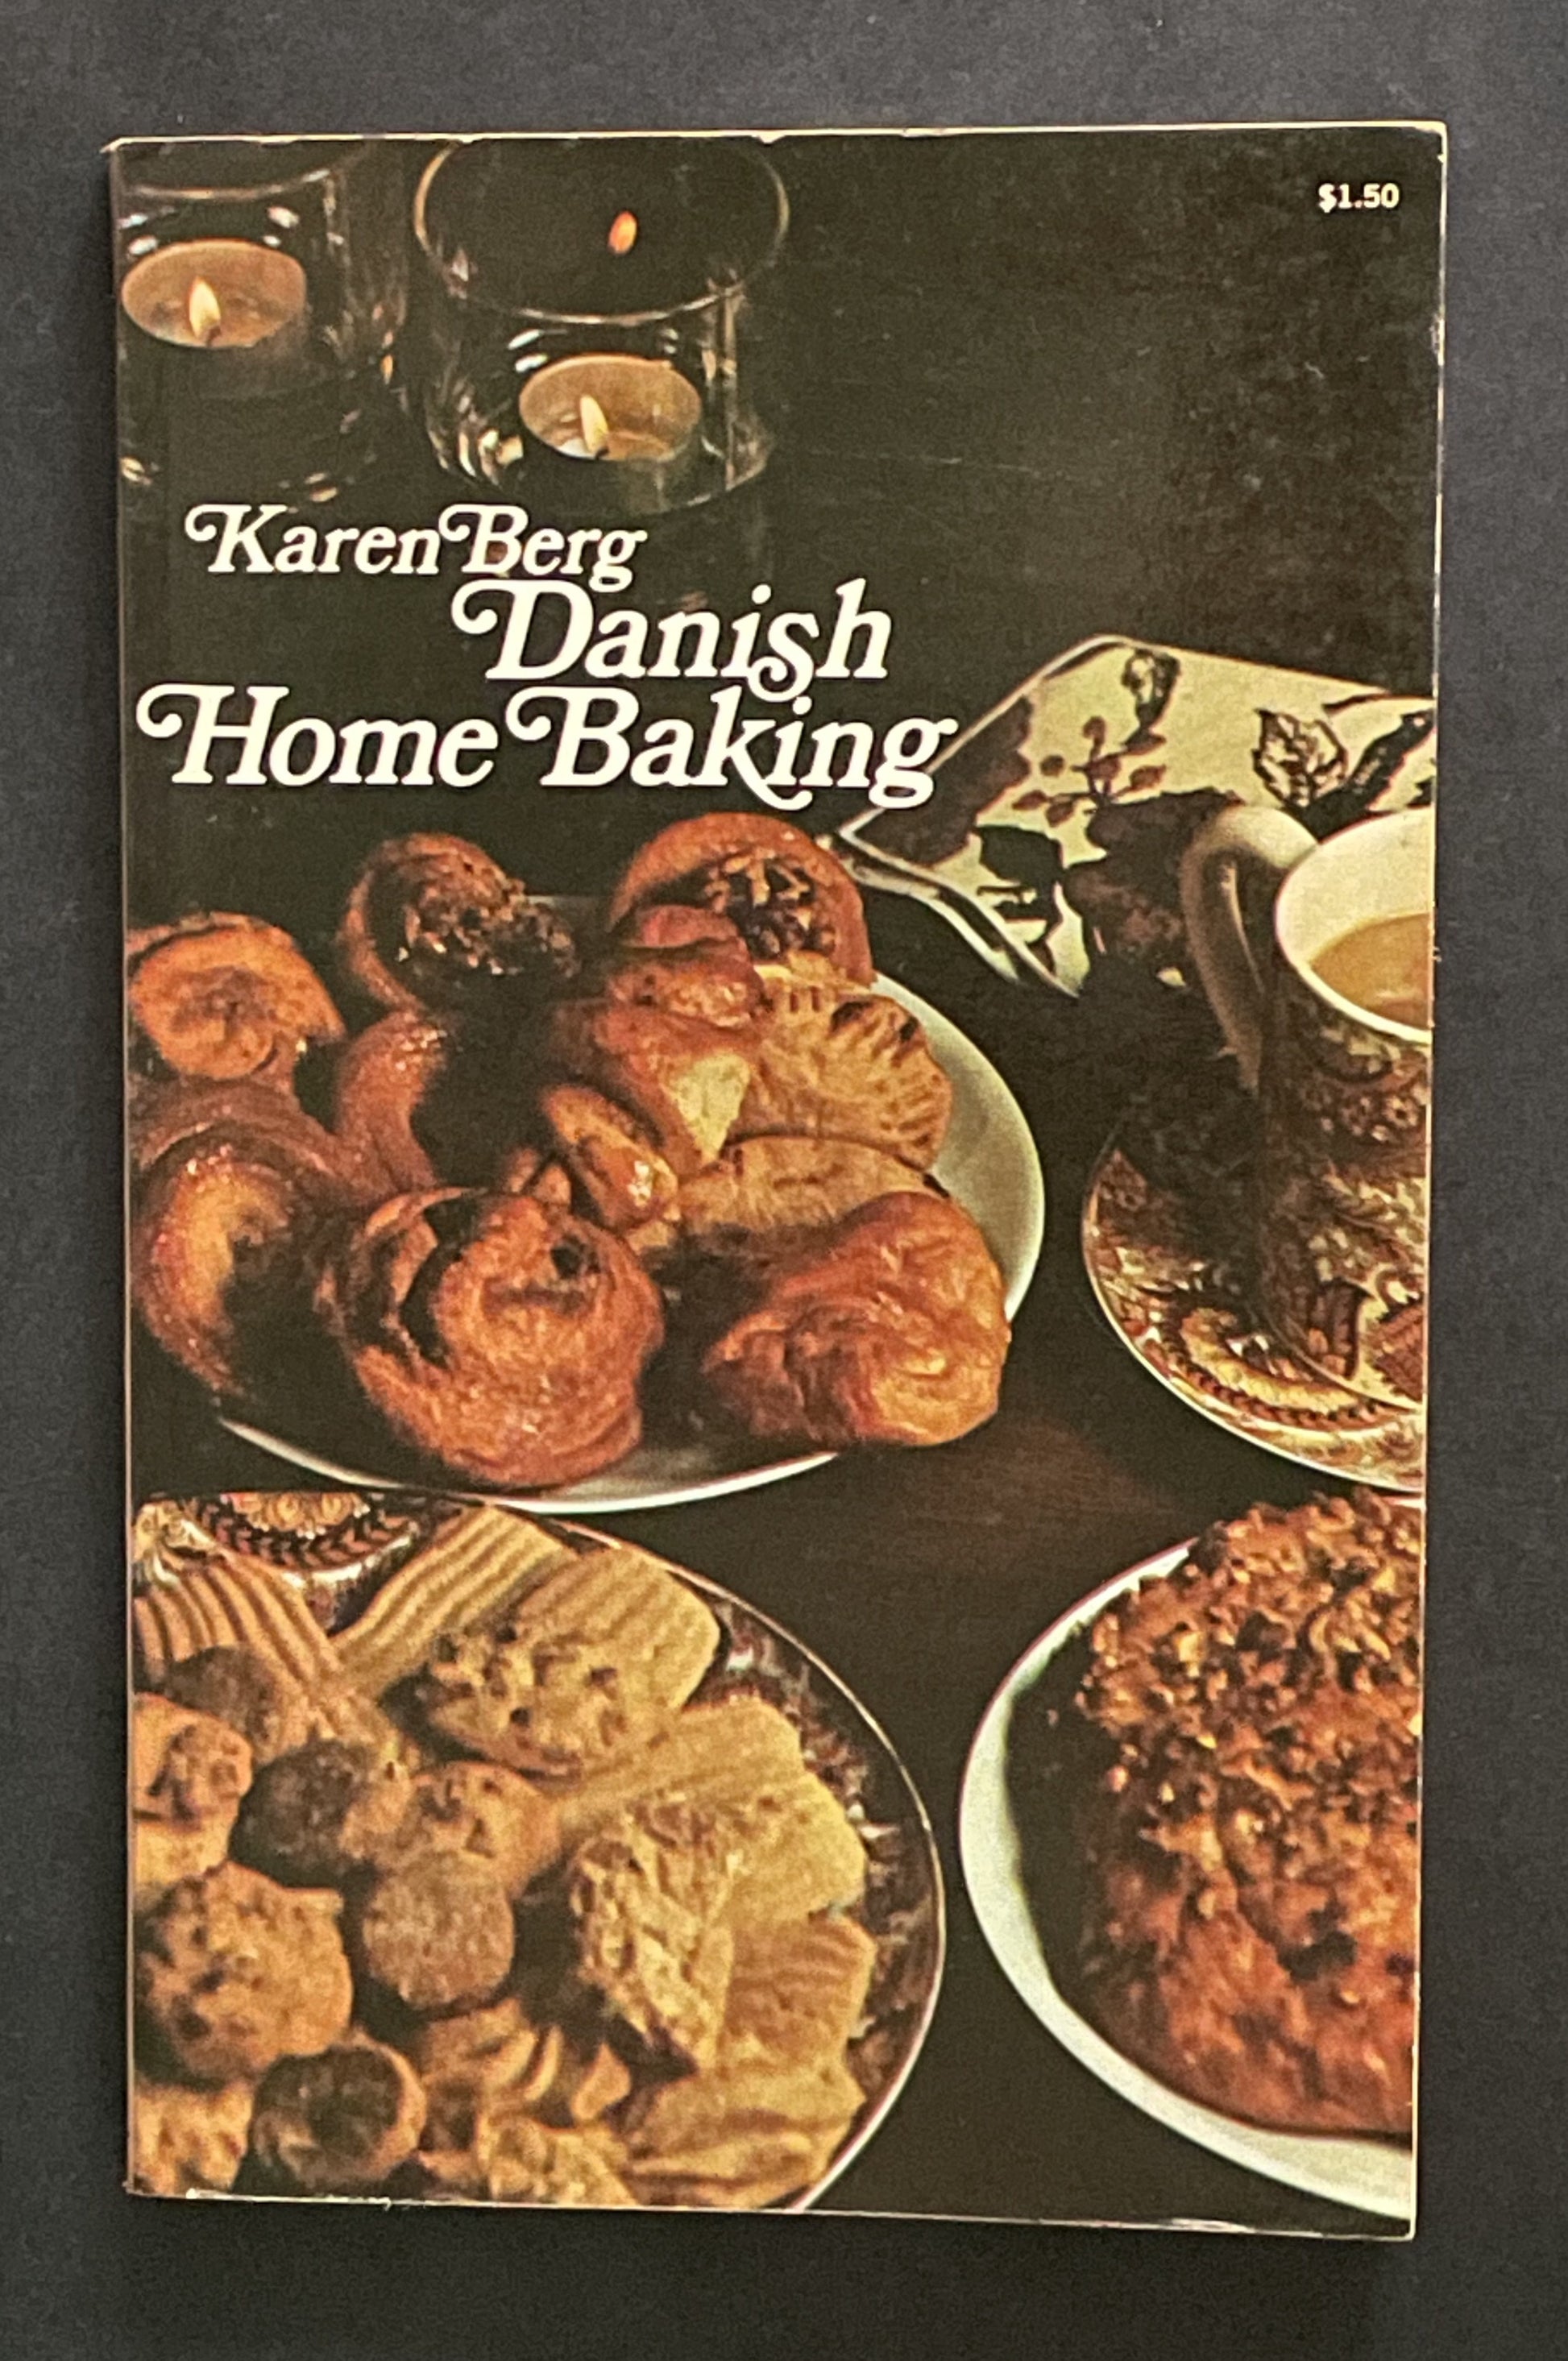 $1.50
Karen Berg
Danish
Home Baking